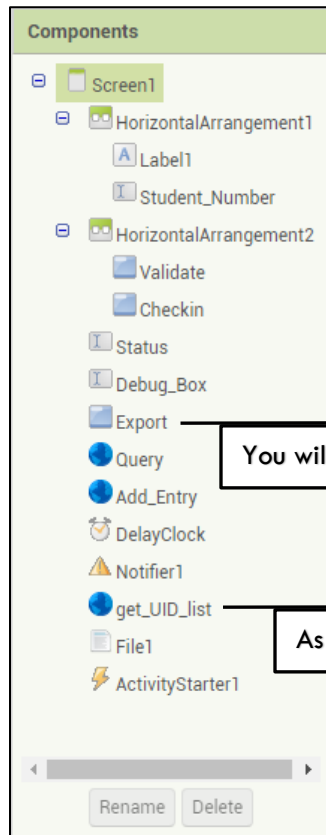 Components
Screen1
HorizontalArrangement1
A Label1
Student_Number
HorizontalArrangement2
Validate
Checkin
Status
Debug_Box
Export
You wil
Query
Add_Entry
DelayClock
Notifier1
get_UID_list
As
File1
ActivityStarter1
Rename Delete